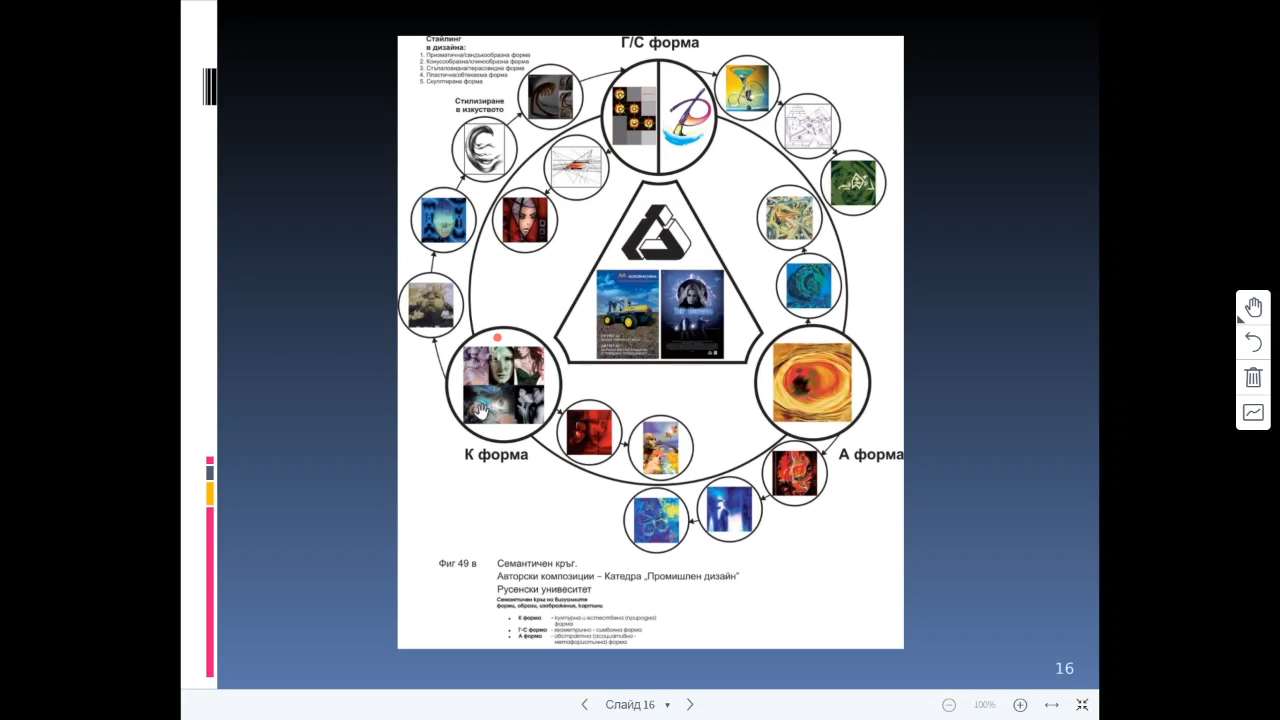 Стайлинг
в дизайна:
1. Призматична/сандъкообразна форма
2. Конусообразна/клинообразна форма
3. Стъпаловидна/терасовидна форма
4. Пластична/обтекаема форма
5. Скулптирана форма
Стилизиране
в изкуството
Г/С форма
К форма
А форма
Фиг 49 в
Семантичен кръг.
Авторски композиции – Катедра „Промишлен дизайн"
Русенски унивеситет
Семантичен кръг на визуалните
форми, образи, изображения, картини
• К форма - културна и естествена (природна)
форма
• Г-С форма - геометрично - символна форма
• А форма - абстрактна (асоциативно-
метафористична) форма
16
Слайд 16
100%